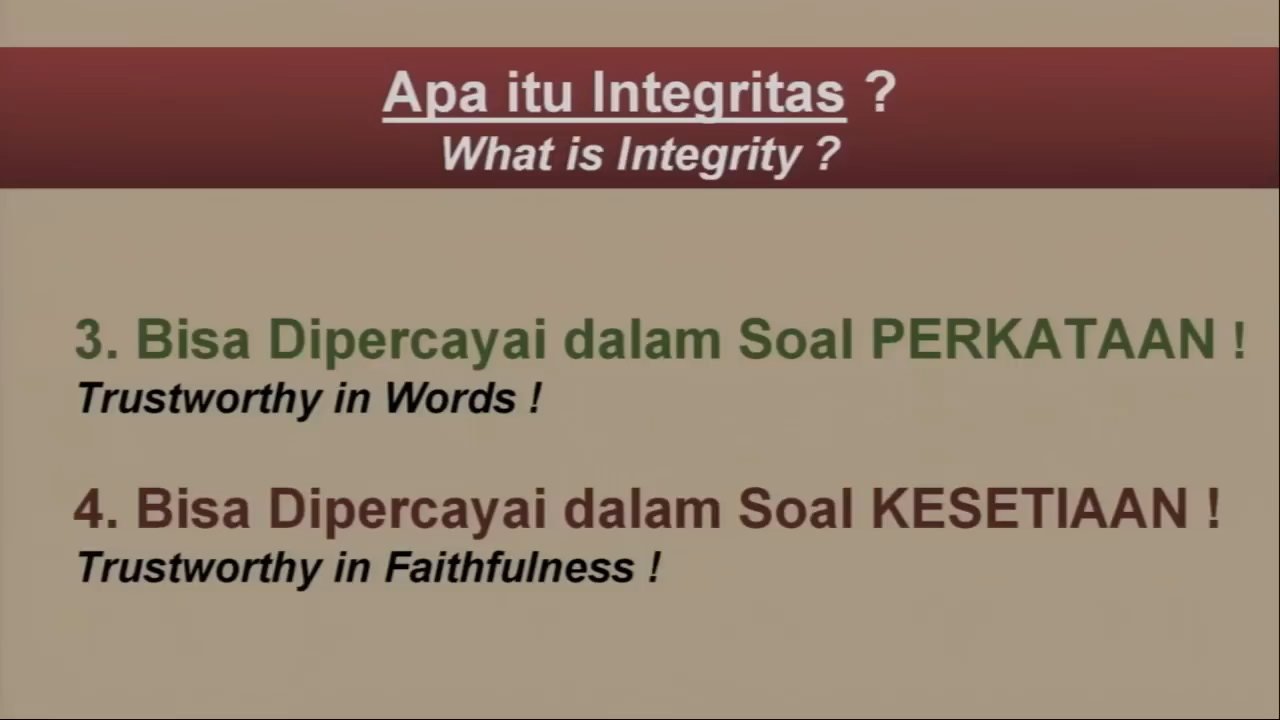 Apa itu Integritas ?
What is Integrity ?
3. Bisa Dipercayai dalam Soal PERKATAAN !
Trustworthy in Words !
4. Bisa Dipercayai dalam Soal KESETIAAN !
Trustworthy in Faithfulness !